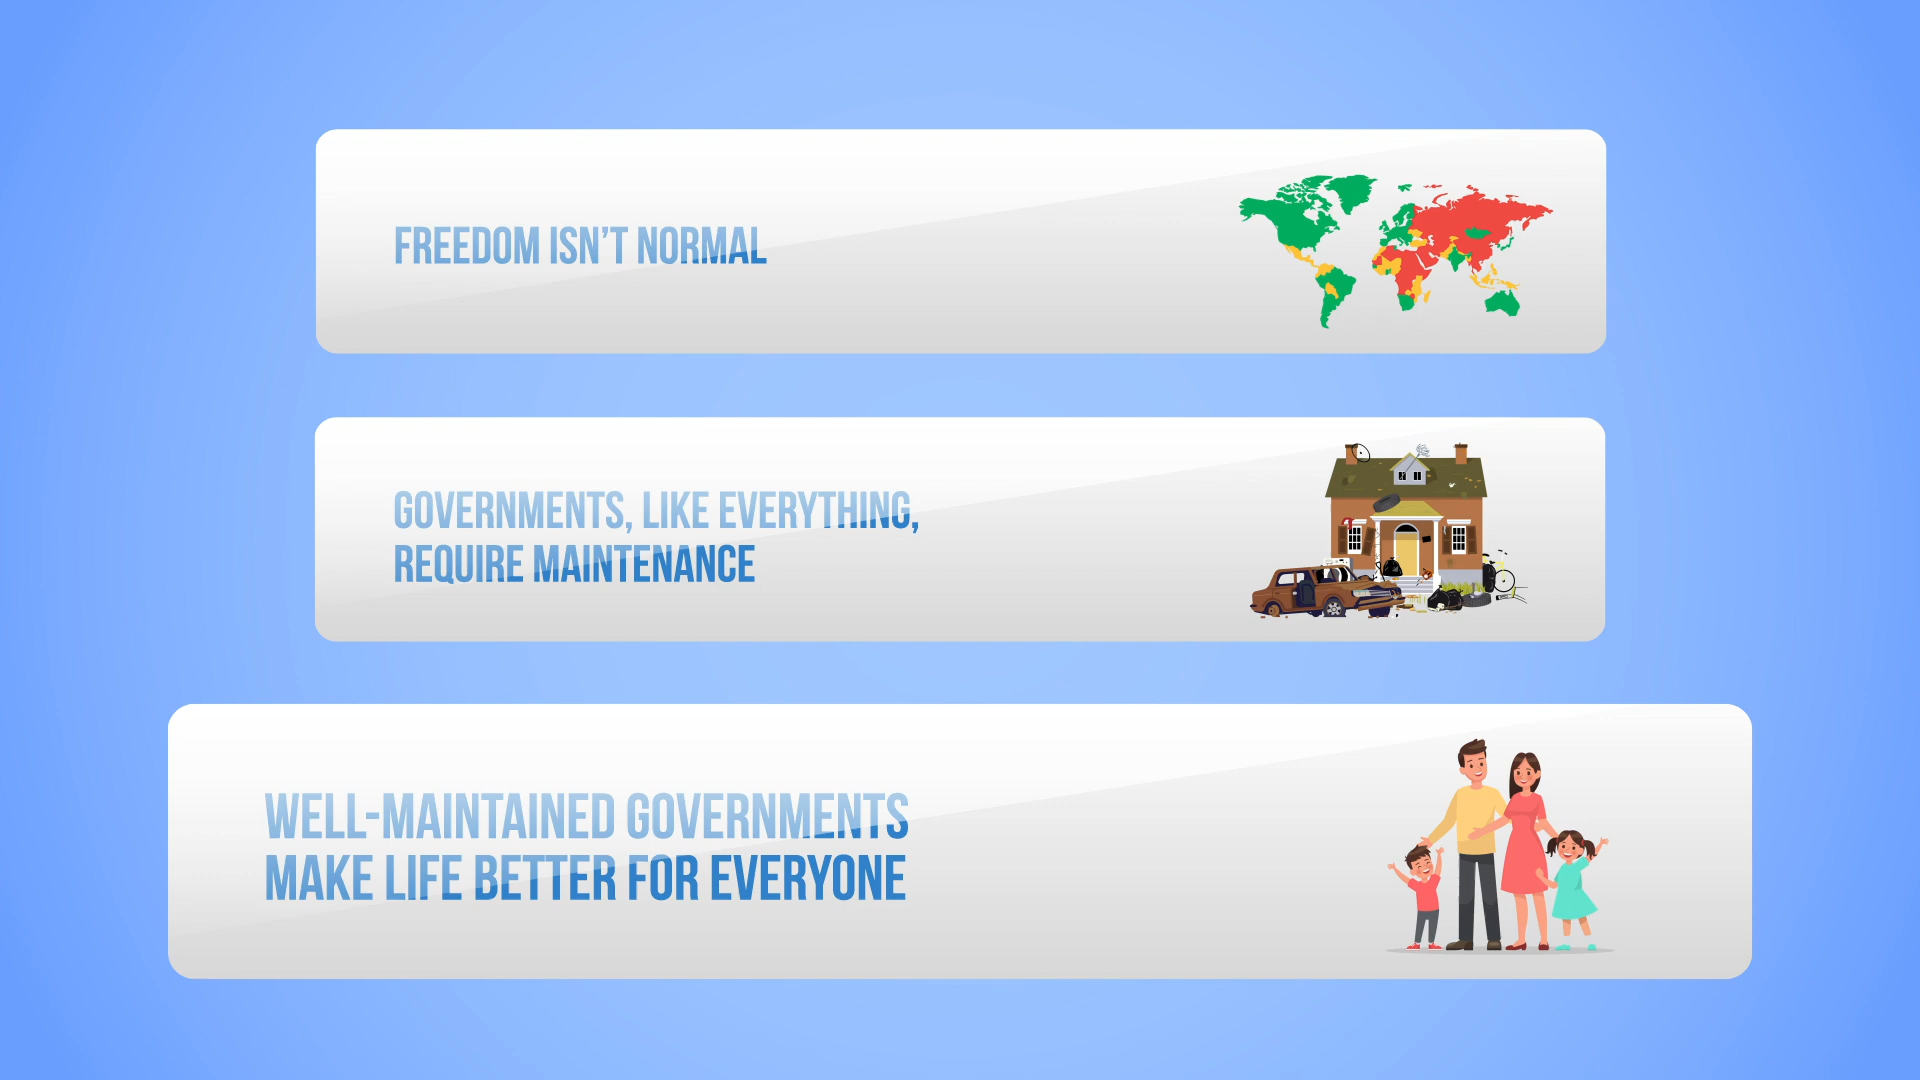 FREEDOM ISN'T NORMAL
GOVERNMENTS, LIKE EVERYTHING,
REQUIRE MAINTENANCE
WELL-MAINTAINED GOVERNMENTS
MAKE LIFE BETTER FOR EVERYONE